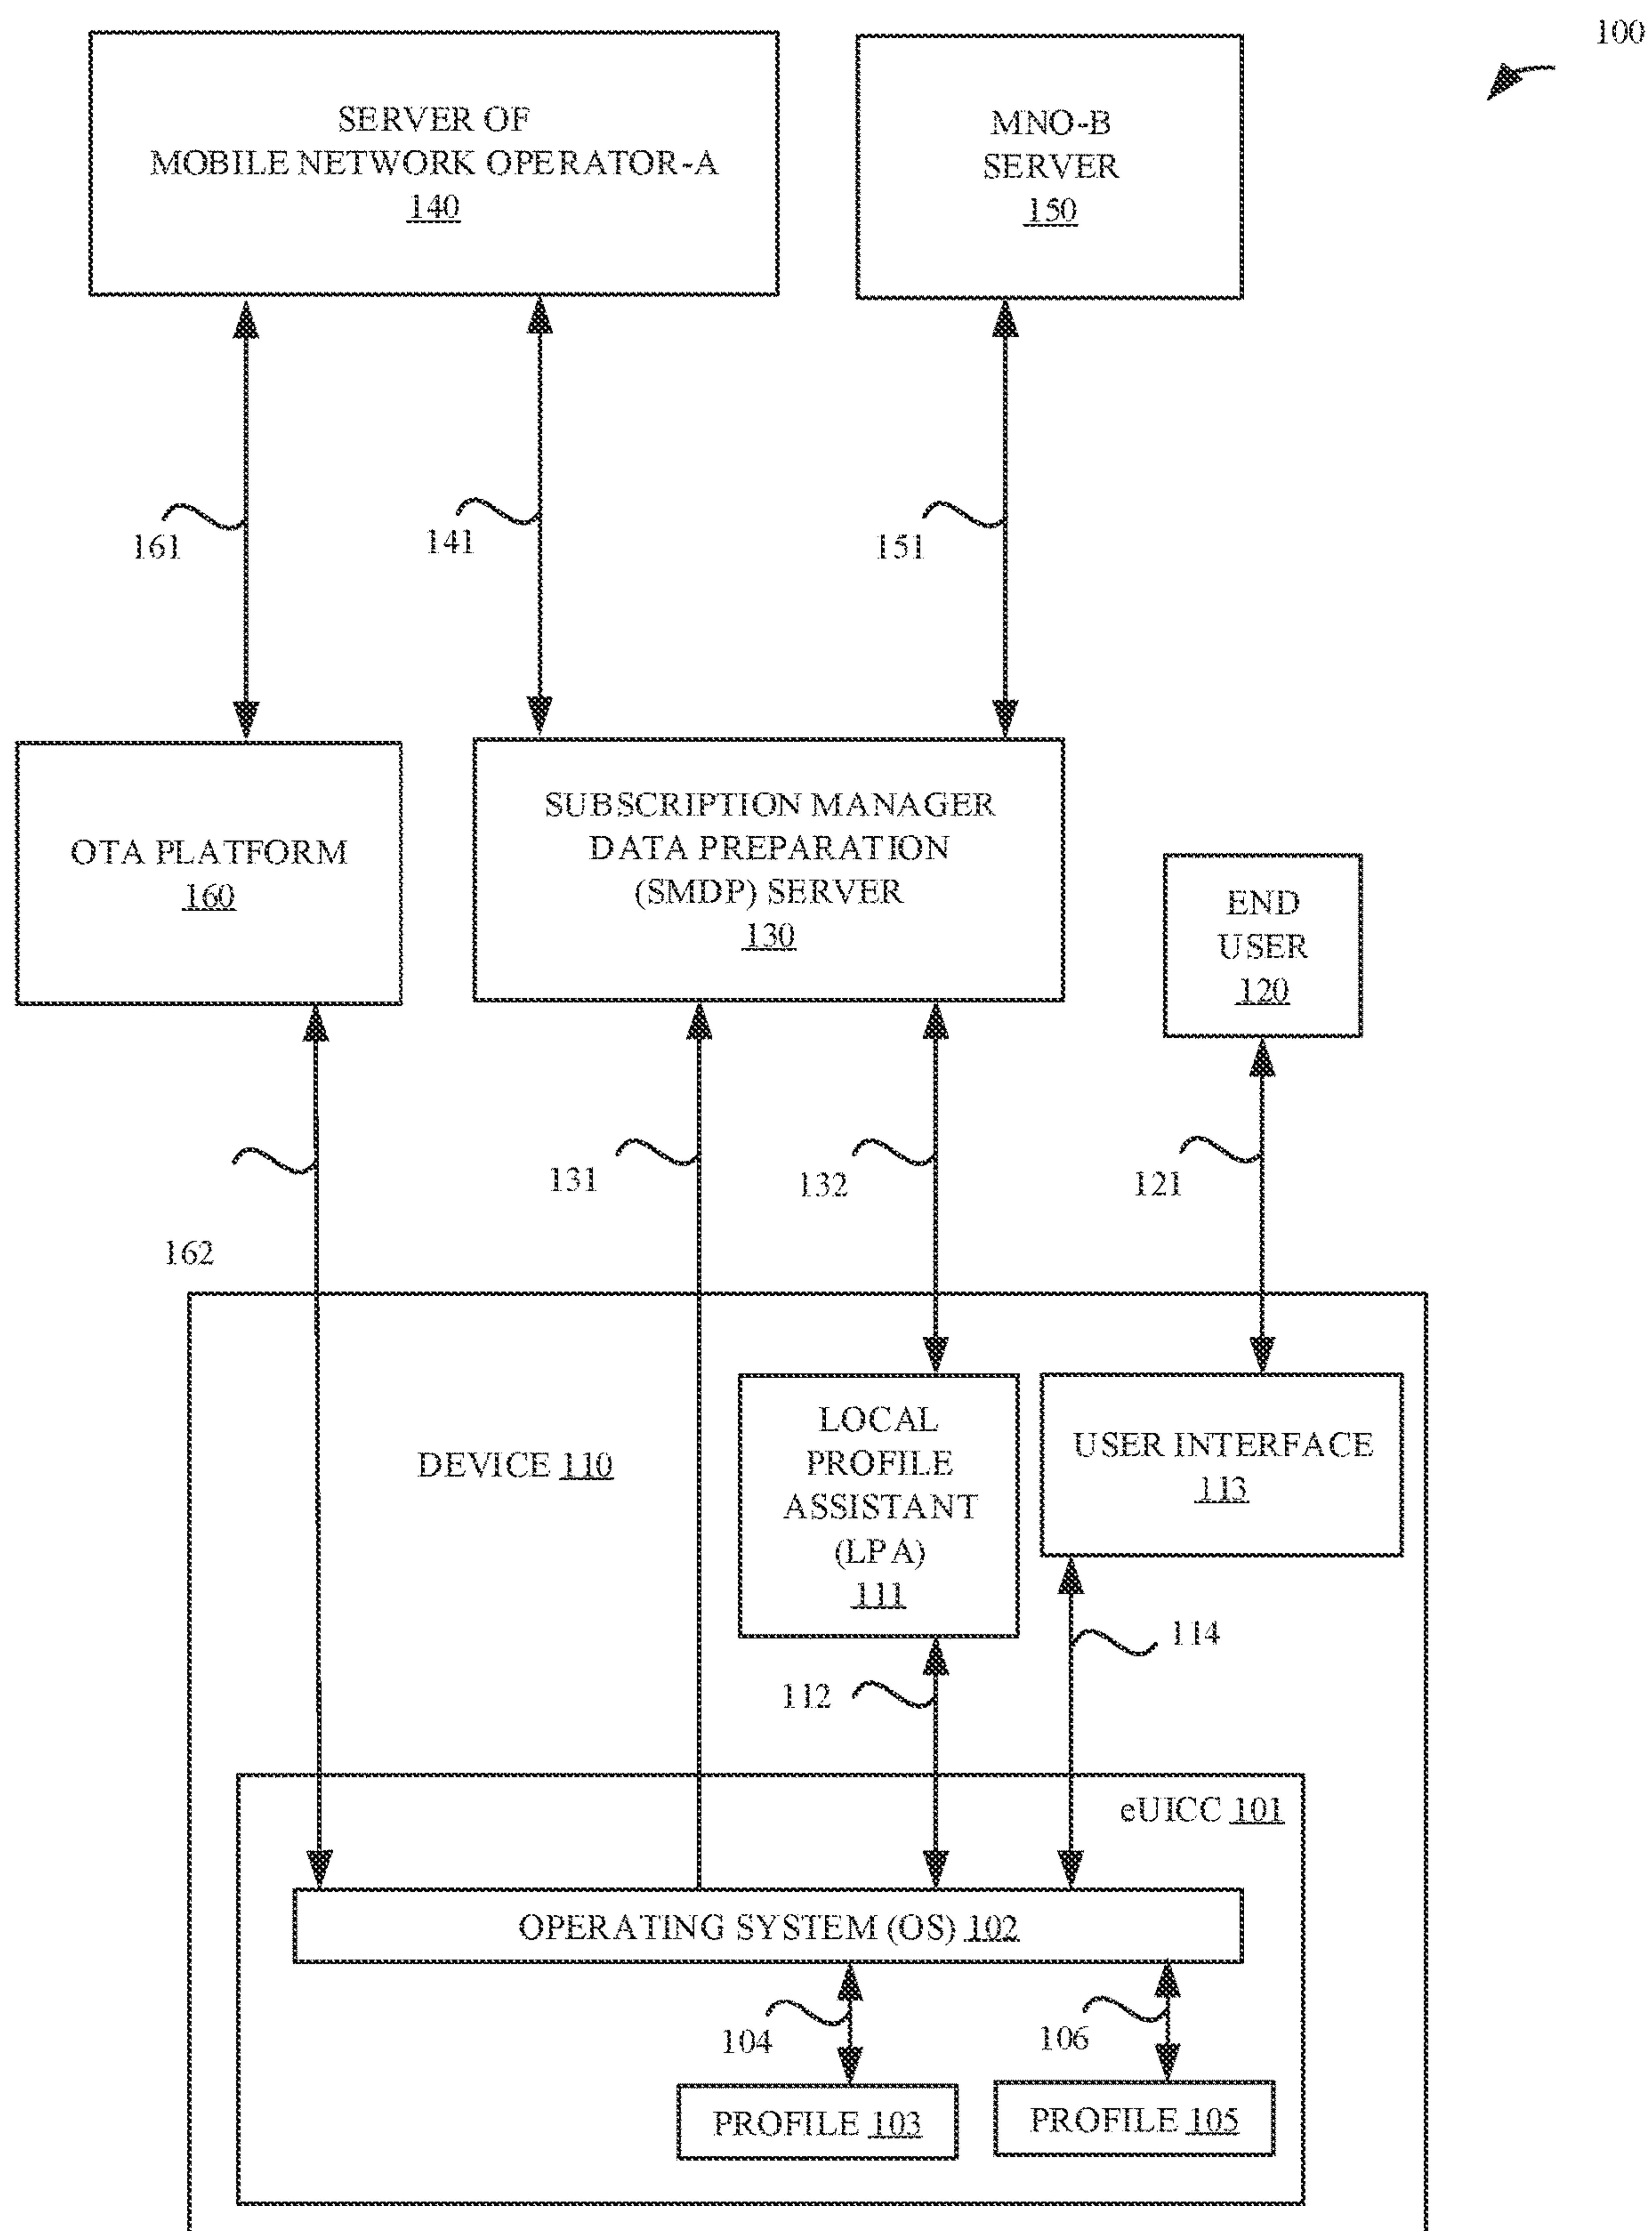 100
SERVER OF
MOBILE NETWORK OPERATOR-A
140
MNO-B
SERVER
150
161
141
151
OTA PLATFORM
160
SUBSCRIPTION MANAGER
DATA PREPARATION
(SMDP) SERVER
130
END
USER
120
162
131
132
121
DEVICE 110
LOCAL
PROFILE
ASSISTANT
(LPA)
111
USER INTERFACE
113
114
112
eUICC 101
OPERATING SYSTEM (OS) 102
104
106
PROFILE 103
PROFILE 105